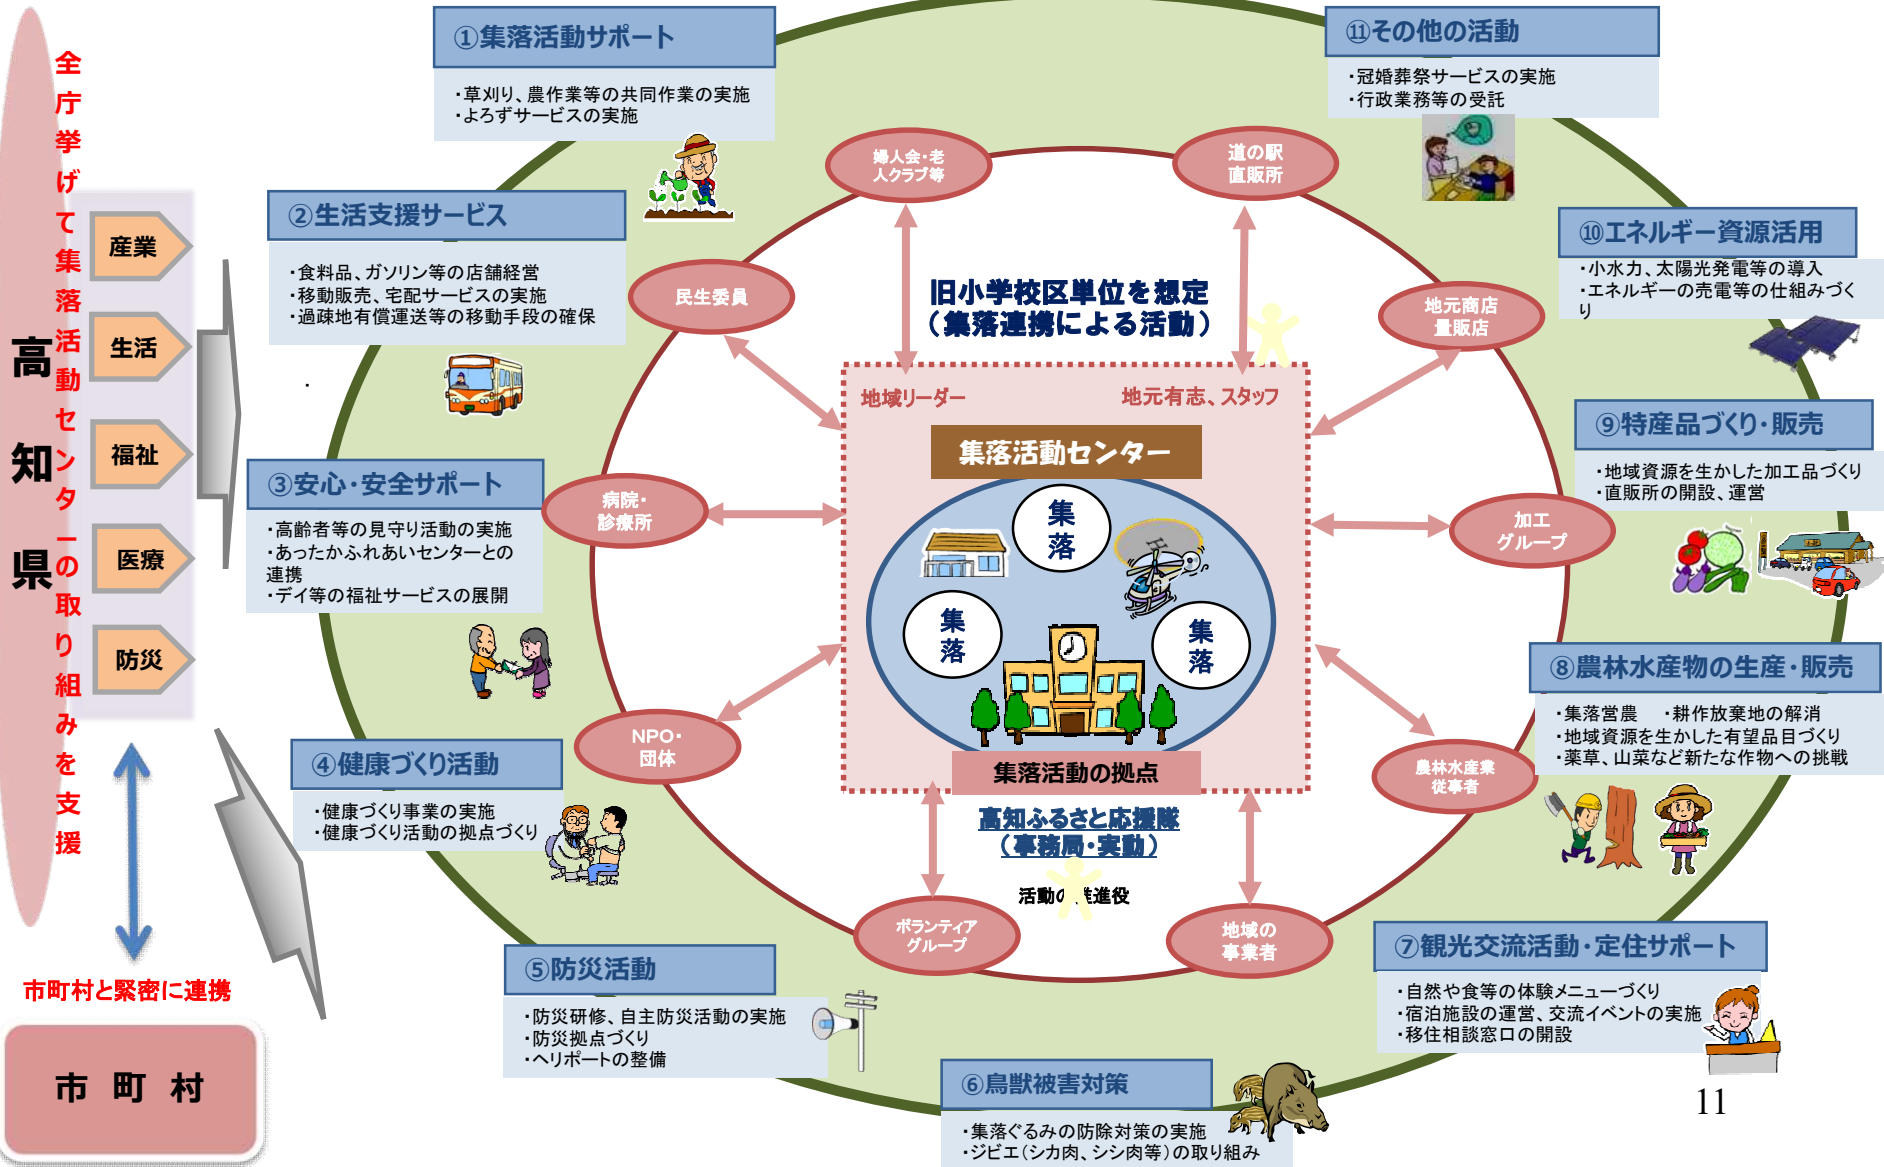 全庁挙げて集落活動センターの取り組みを支援
高知県
産業
生活
福祉
医療
防災
市町村と緊密に連携
市町村
①集落活動サポート
・草刈り、農作業等の共同作業の実施
・よろずサービスの実施
②生活支援サービス
・食料品、ガソリン等の店舗経営
・移動販売、宅配サービスの実施
・過疎地有償運送等の移動手段の確保
③安心・安全サポート
・高齢者等の見守り活動の実施
・あったかふれあいセンターとの
連携
・デイ等の福祉サービスの展開
④健康づくり活動
・健康づくり事業の実施
・健康づくり活動の拠点づくり
⑤防災活動
・防災研修、自主防災活動の実施
・防災拠点づくり
・ヘリポートの整備
⑥鳥獣被害対策
・集落ぐるみの防除対策の実施
・ジビエ（シカ肉、シシ肉等）の取り組み
⑦観光交流活動・定住サポート
・自然や食等の体験メニューづくり
・宿泊施設の運営、交流イベントの実施
・移住相談窓口の開設
⑧農林水産物の生産・販売
・集落営農　・耕作放棄地の解消
・地域資源を生かした有望品目づくり
・薬草、山菜など新たな作物への挑戦
⑨特産品づくり・販売
・地域資源を生かした加工品づくり
・直販所の開設、運営
⑩エネルギー資源活用
・小水力、太陽光発電等の導入
・エネルギーの売電等の仕組みづく
り
⑪その他の活動
・冠婚葬祭サービスの実施
・行政業務等の受託
婦人会・老
人クラブ等
道の駅
直販所
民生委員
地元商店
量販店
病院・
診療所
加工
グループ
NPO・
団体
農林水産業
従事者
ボランティア
グループ
地域の
事業者
旧小学校区単位を想定
（集落連携による活動）
地域リーダー
地元有志、スタッフ
集落活動センター
集落
集落
集落
集落活動の拠点
高知ふるさと応援隊
（事務局・実動）
活動の推進役
11